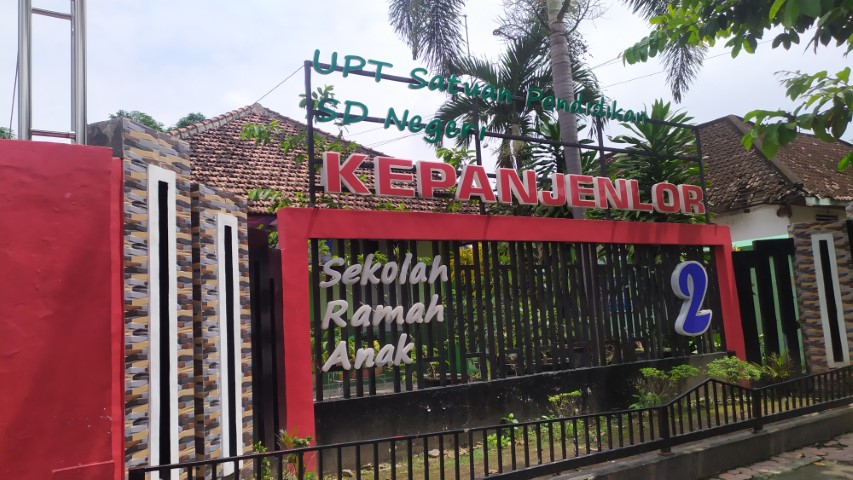 UPT Satuan Pendidikan
SD Negeri
KEPANJENLOR
2
Sekolah
Ramah
Anak